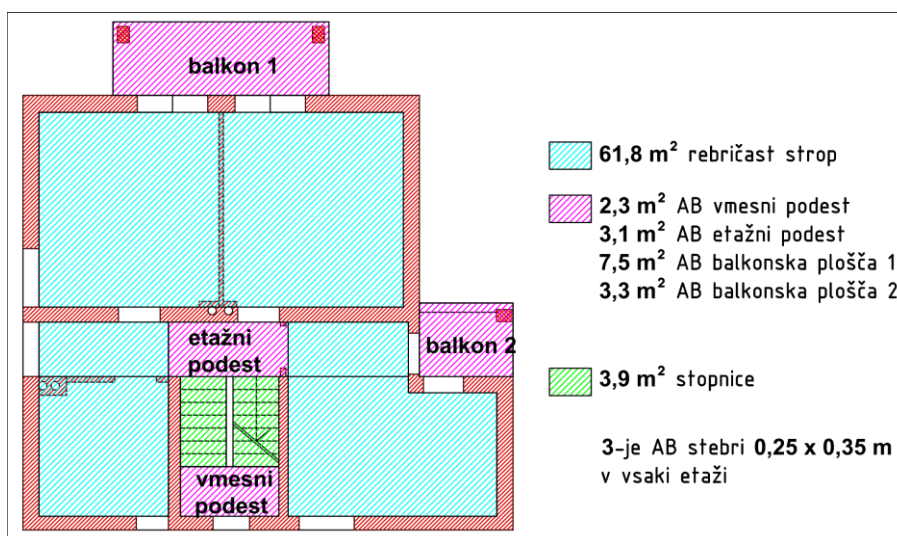 balkon 1
61,8 m² rebričast strop
2,3 m² AB vmesni podest
3,1 m² AB etažni podest
7,5 m² AB balkonska plošča 1
3,3 m² AB balkonska plošča 2
etažni
podest
balkon 2
3,9 m² stopnice
vmesni
podest
3-je AB stebri 0,25 x 0,35 m
v vsaki etaži